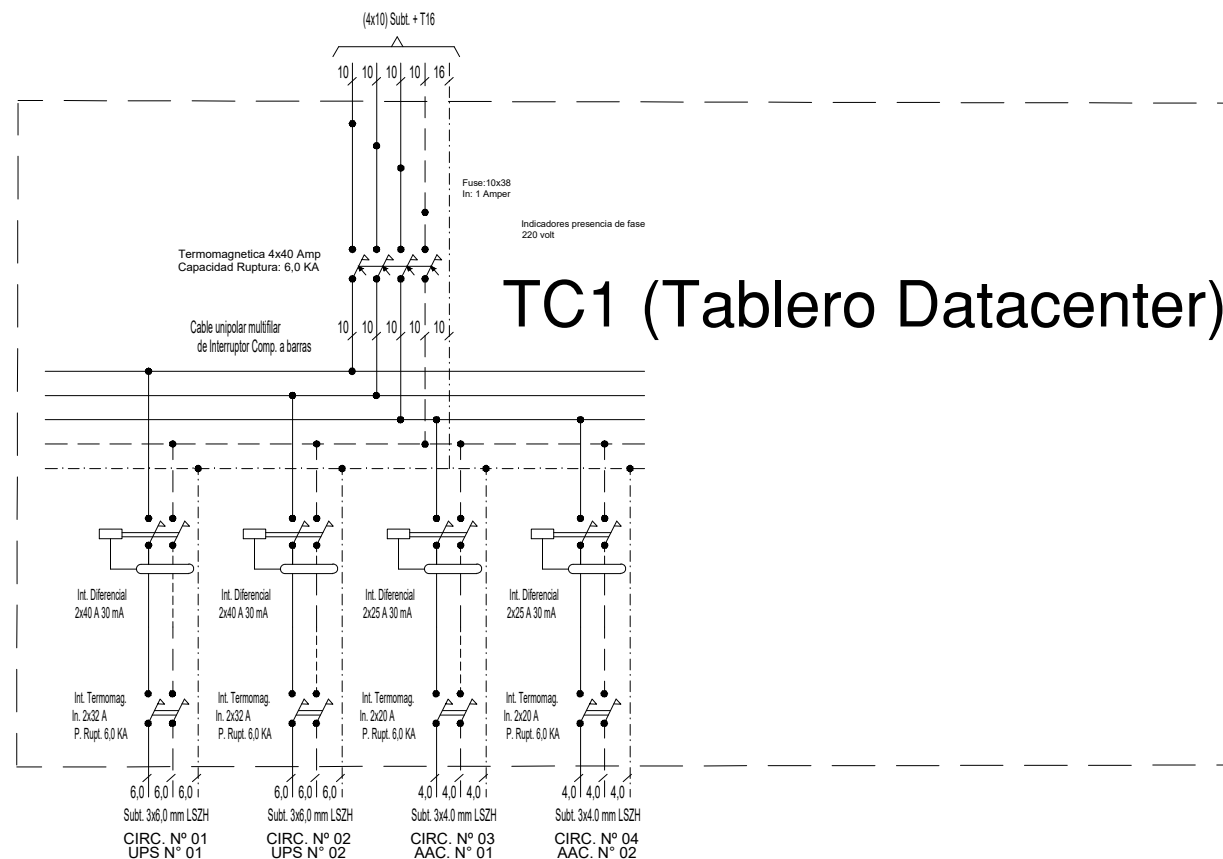 (4x10) Subt. + T16
10 10 10 10 16
Fuse:10x38
In: 1 Amper
Indicadores presencia de fase
220 volt
Termomagnetica 4x40 Amp
Capacidad Ruptura: 6,0 KA
TC1 (Tablero Datacenter)
Cable unipolar multifilar
de Interruptor Comp. a barras
10 10 10 10 10
Int. Diferencial
2x40 A 30 mA
Int. Diferencial
2x40 A 30 mA
Int. Diferencial
2x25 A 30 mA
Int. Diferencial
2x25 A 30 mA
Int. Termomag.
In. 2x32 A
P. Rupt. 6,0 KA
Int. Termomag.
In. 2x32 A
P. Rupt. 6,0 KA
Int. Termomag.
In. 2x20 A
P. Rupt. 6,0 KA
Int. Termomag.
In. 2x20 A
P. Rupt. 6,0 KA
6,0 6,0 6,0
Subt. 3x6,0 mm LSZH
CIRC. Nº 01
UPS N° 01
6,0 6,0 6,0
Subt. 3x6,0 mm LSZH
CIRC. Nº 02
UPS N° 02
4,0 4,0 4,0
Subt. 3x4.0 mm LSZH
CIRC. Nº 03
AAC. N° 01
4,0 4,0 4,0
Subt. 3x4.0 mm LSZH
CIRC. Nº 04
AAC. N° 02